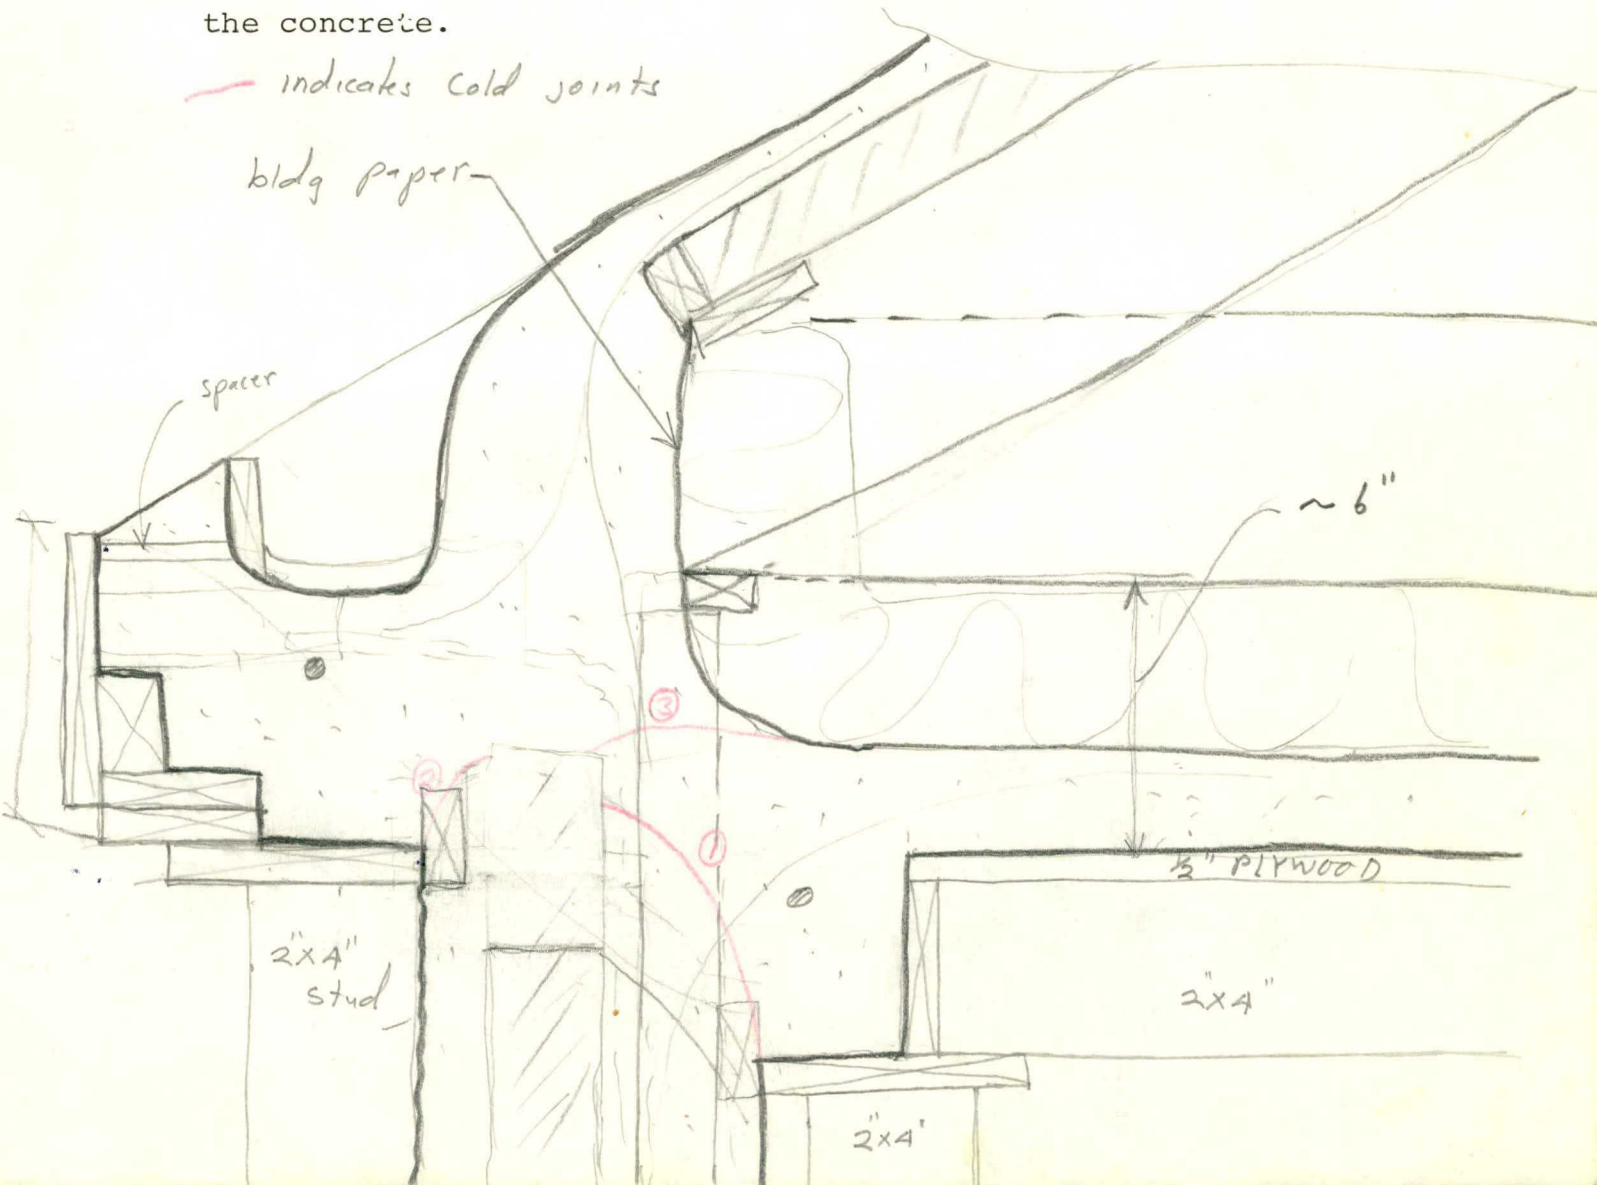 the concrete.
indicates Cold joints
bldg paper
spacer
~ 6"
3
2
1
1/2" PLYWOOD
2"x4"
stud
2"x4"
2"x4"